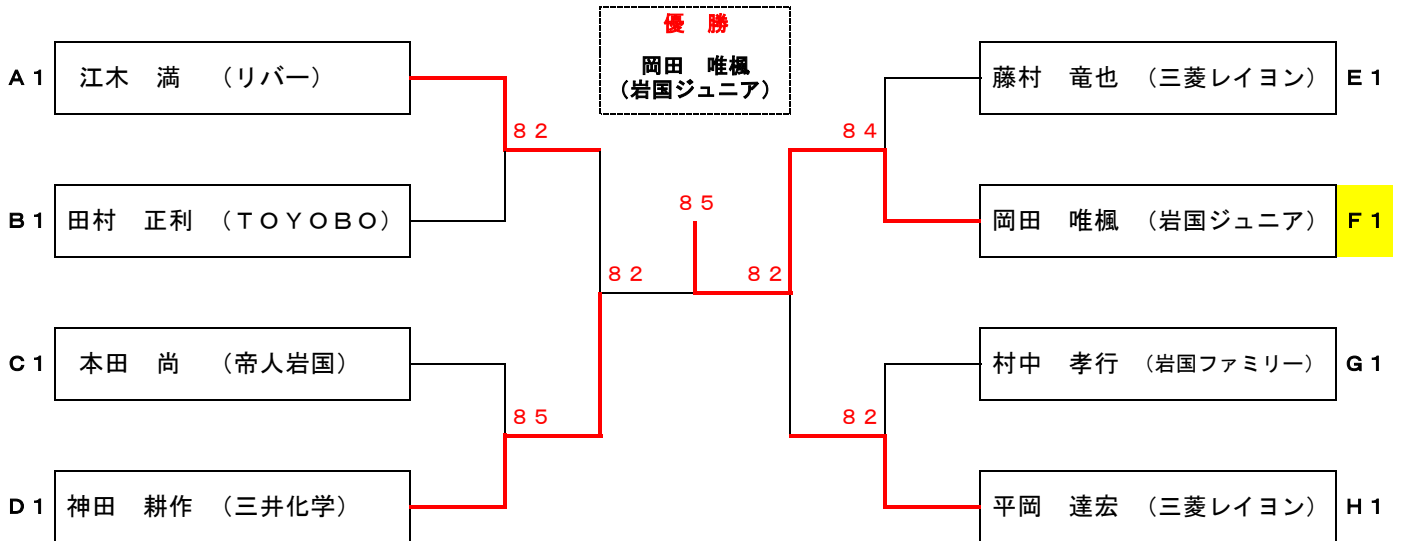 優　勝
岡田　唯楓
（岩国ジュニア）
Ａ１　江木　満　（リバー）
８２
Ｂ１　田村　正利　（ＴＯＹＯＢＯ）
８２
Ｃ１　本田　尚　（帝人岩国）
８５
Ｄ１　神田　耕作　（三井化学）
８５
藤村　竜也　（三菱レイヨン）　Ｅ１
８４
岡田　唯楓　（岩国ジュニア）　Ｆ１
８２
村中　孝行　（岩国ファミリー）　Ｇ１
８２
平岡　達宏　（三菱レイヨン）　Ｈ１